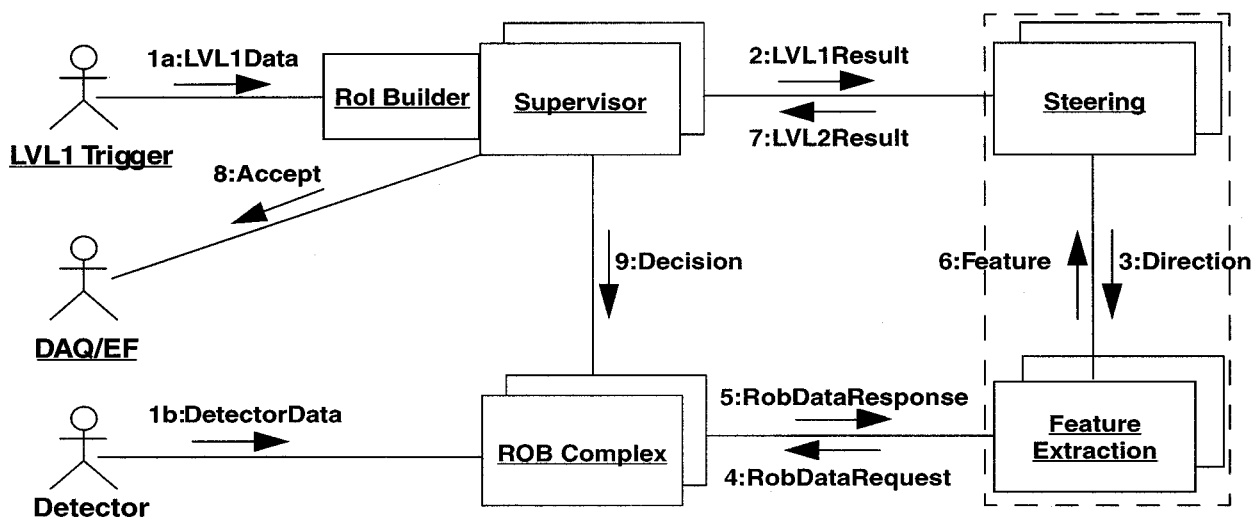 1a:LVL1Data
RoI Builder
Supervisor
2:LVL1Result
7:LVL2Result
Steering
LVL1 Trigger
8:Accept
9:Decision
6:Feature
3:Direction
DAQ/EF
1b:DetectorData
ROB Complex
5:RobDataResponse
4:RobDataRequest
Feature
Extraction
Detector